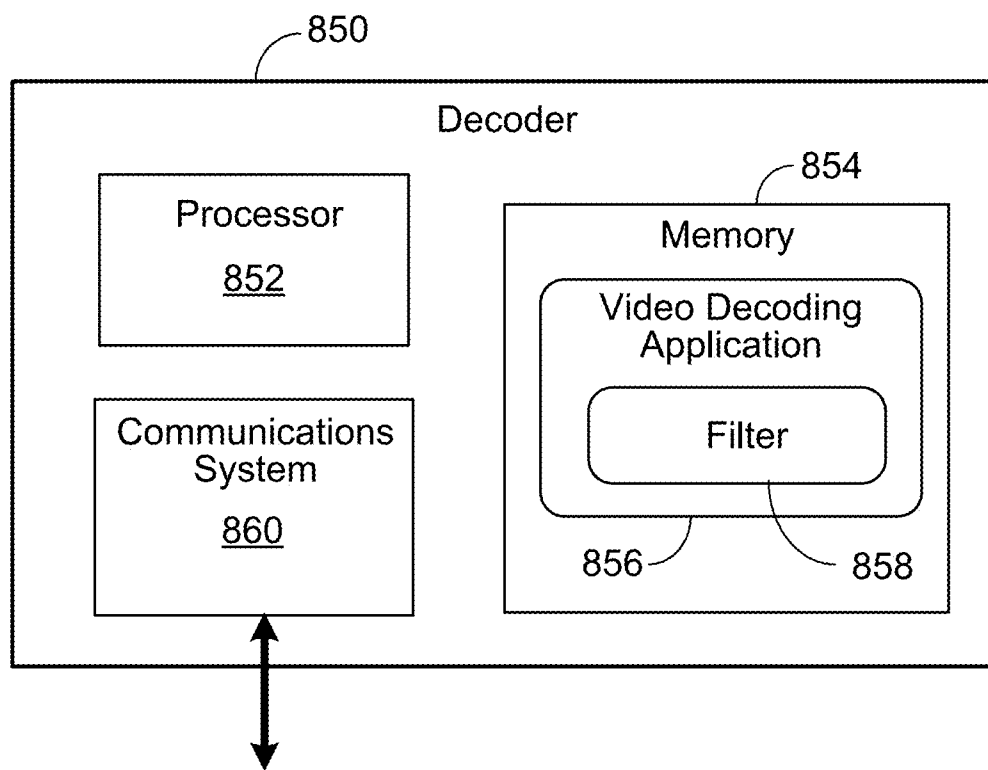 850
Decoder
854
Processor
852
Memory
Video Decoding
Application
Filter
Communications
System
860
856
858